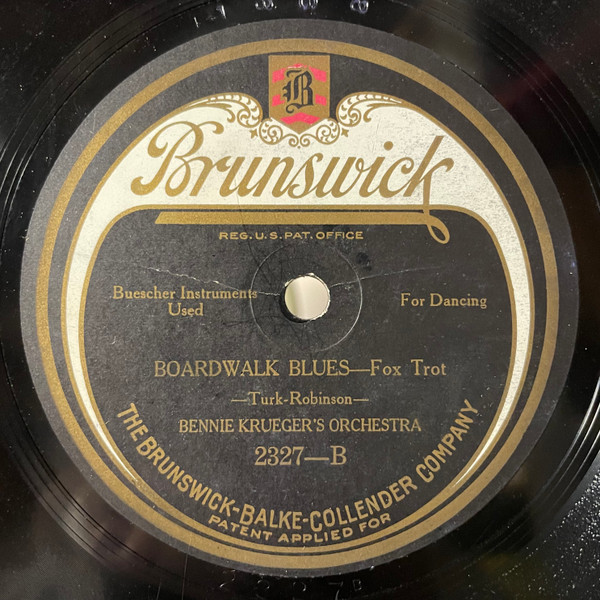 B
Brunswick
REG. U.S. PAT. OFFICE
Buescher Instruments
Used
For Dancing
BOARDWALK BLUES—Fox Trot
—Turk-Robinson—
BENNIE KRUEGER'S ORCHESTRA
2327—B
THE BRUNSWICK-BALKE-COLLENDER COMPANY
PATENT APPLIED FOR